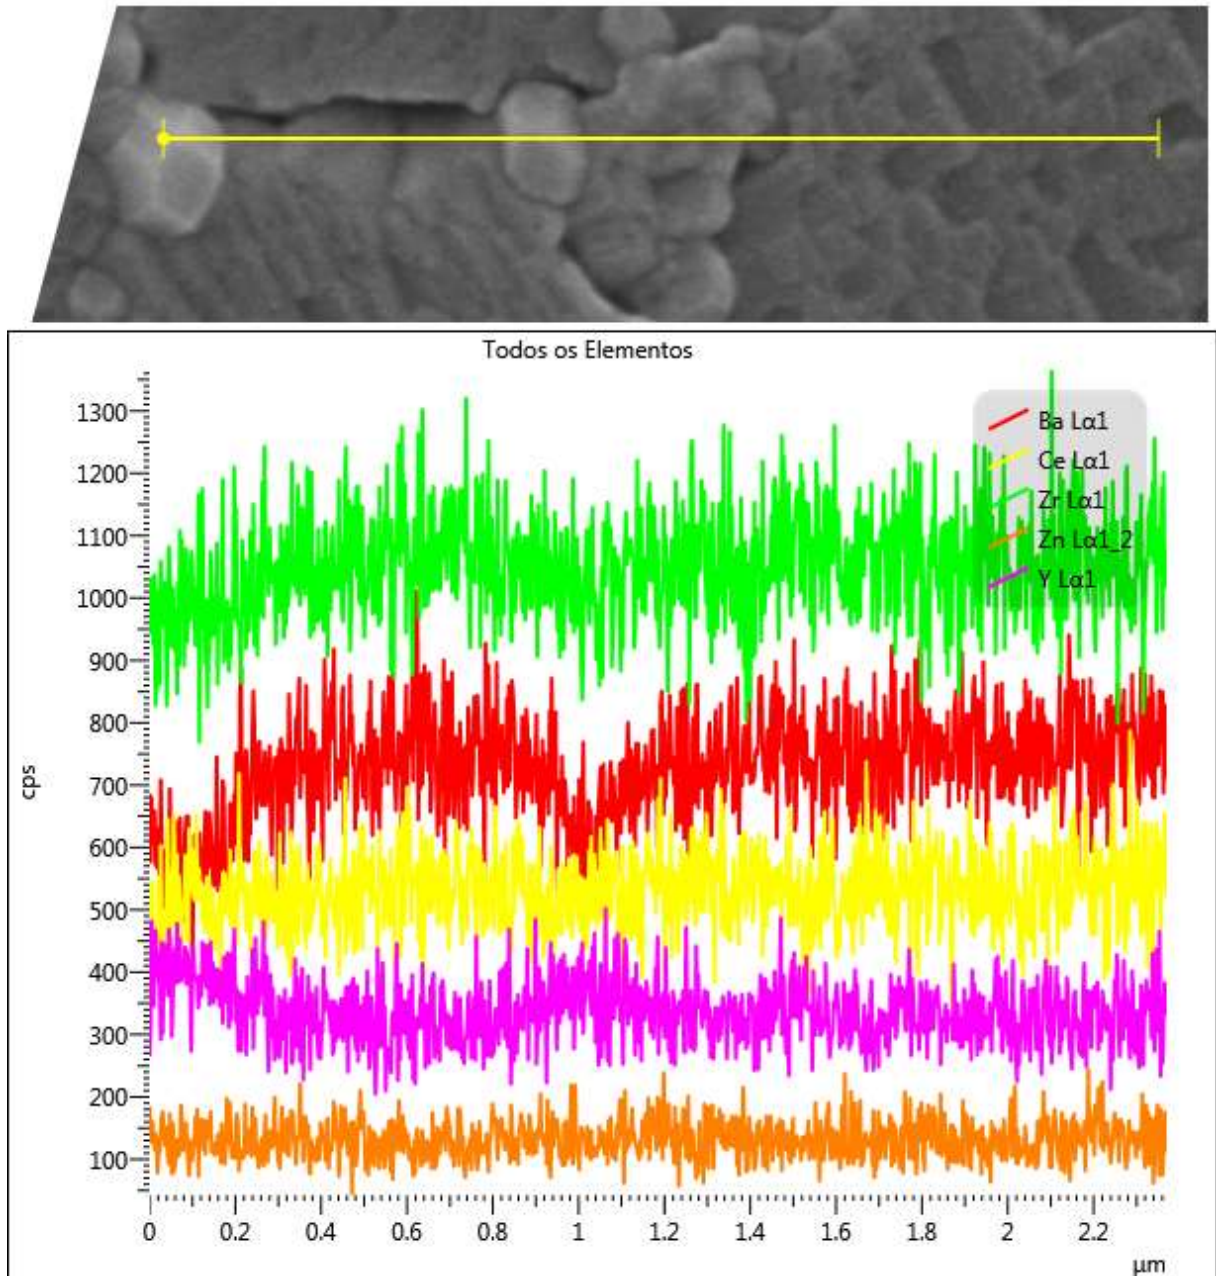 Todos os Elementos
1300
1200
1100
1000
900
800
700
600
500
400
300
200
100
cps
Ba Lα1
Ce Lα1
Zr Lα1
Zn Lα1_2
Y Lα1
0 0.2 0.4 0.6 0.8 1 1.2 1.4 1.6 1.8 2 2.2
µm